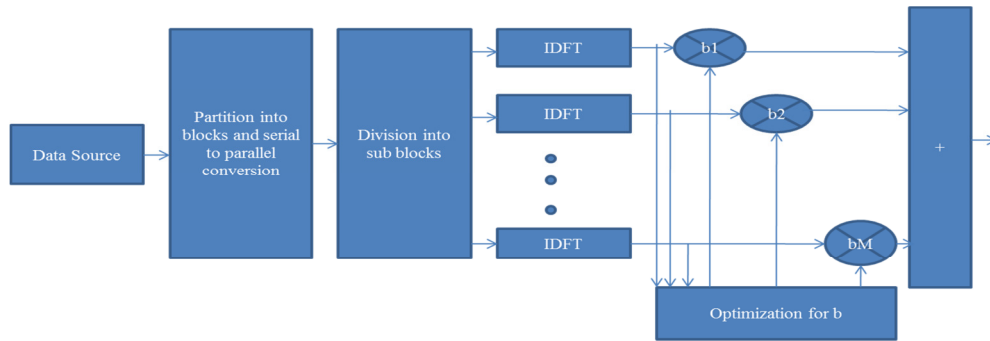 Data Source
Partition into
blocks and serial
to parallel
conversion
Division into
sub blocks
IDFT
IDFT
IDFT
b1
b2
bM
Optimization for b
+